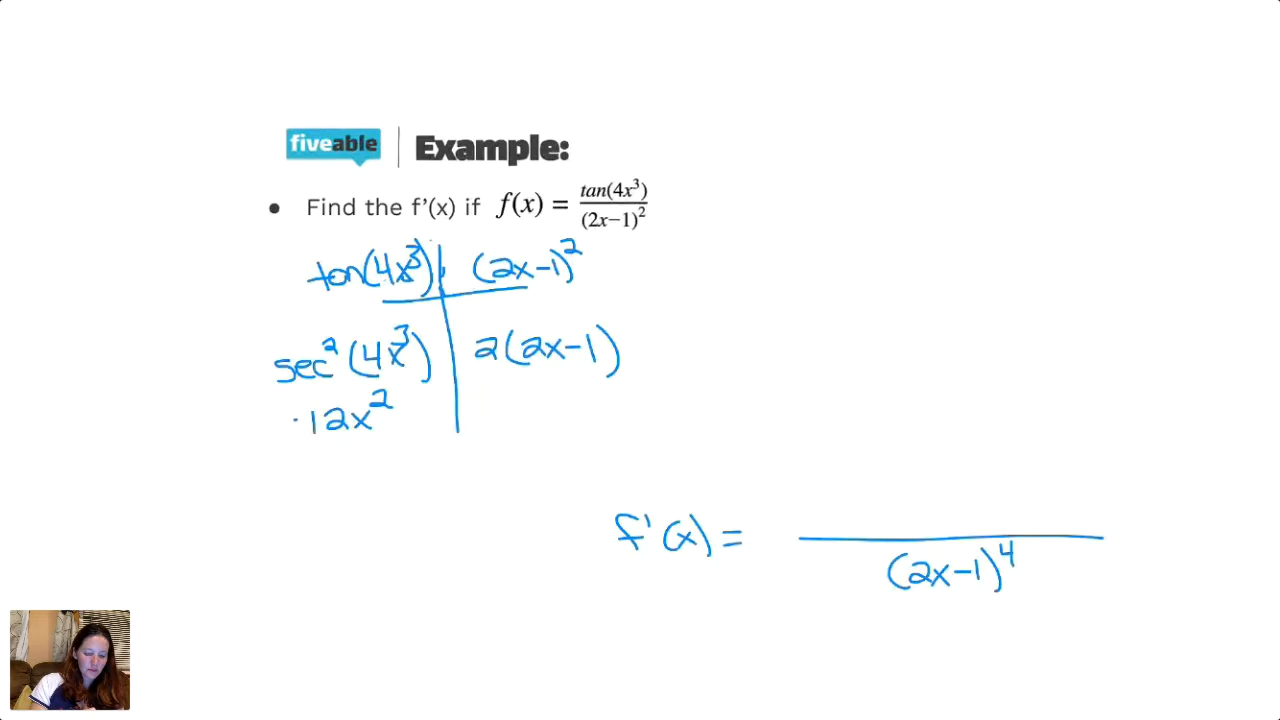 fiveable Example:
• Find the f'(x) if f(x) = tan(4x³)/(2x−1)²
tan(4x³) (2x-1)²
sec²(4x³) 2(2x-1)
·12x²
f'(x) =
(2x-1)⁴